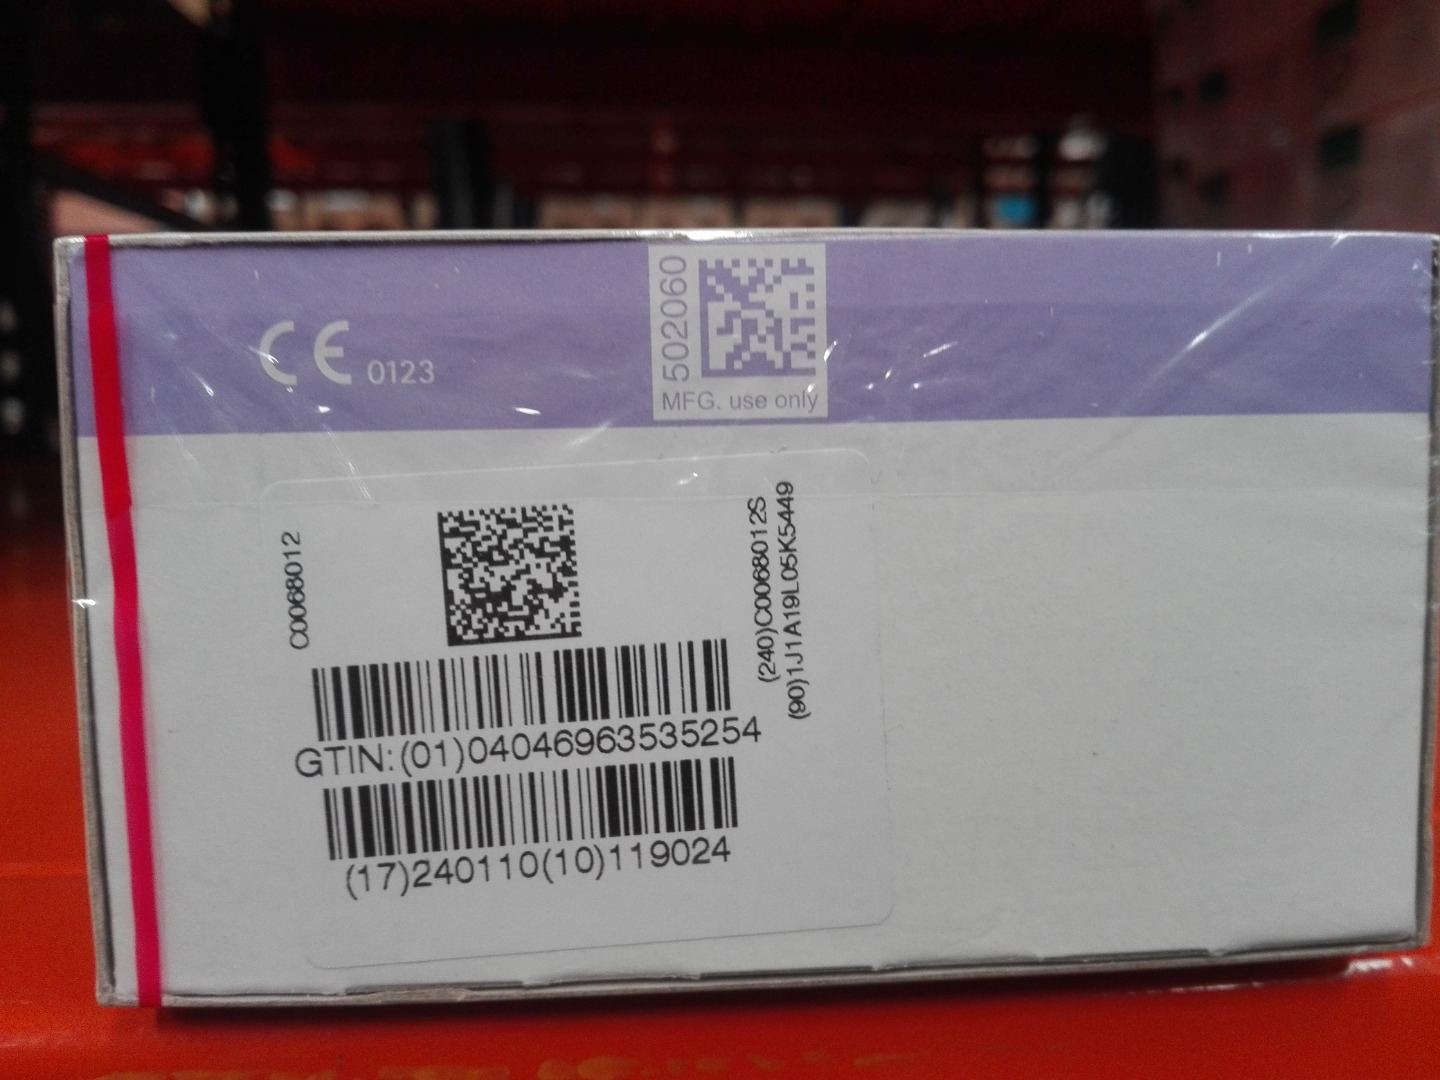 CE 0123
502060
MFG. use only
C0068012
(240)C0068012S
(90)1J1A19L05K5449
GTIN:(01)04046963535254
(17)240110(10)119024